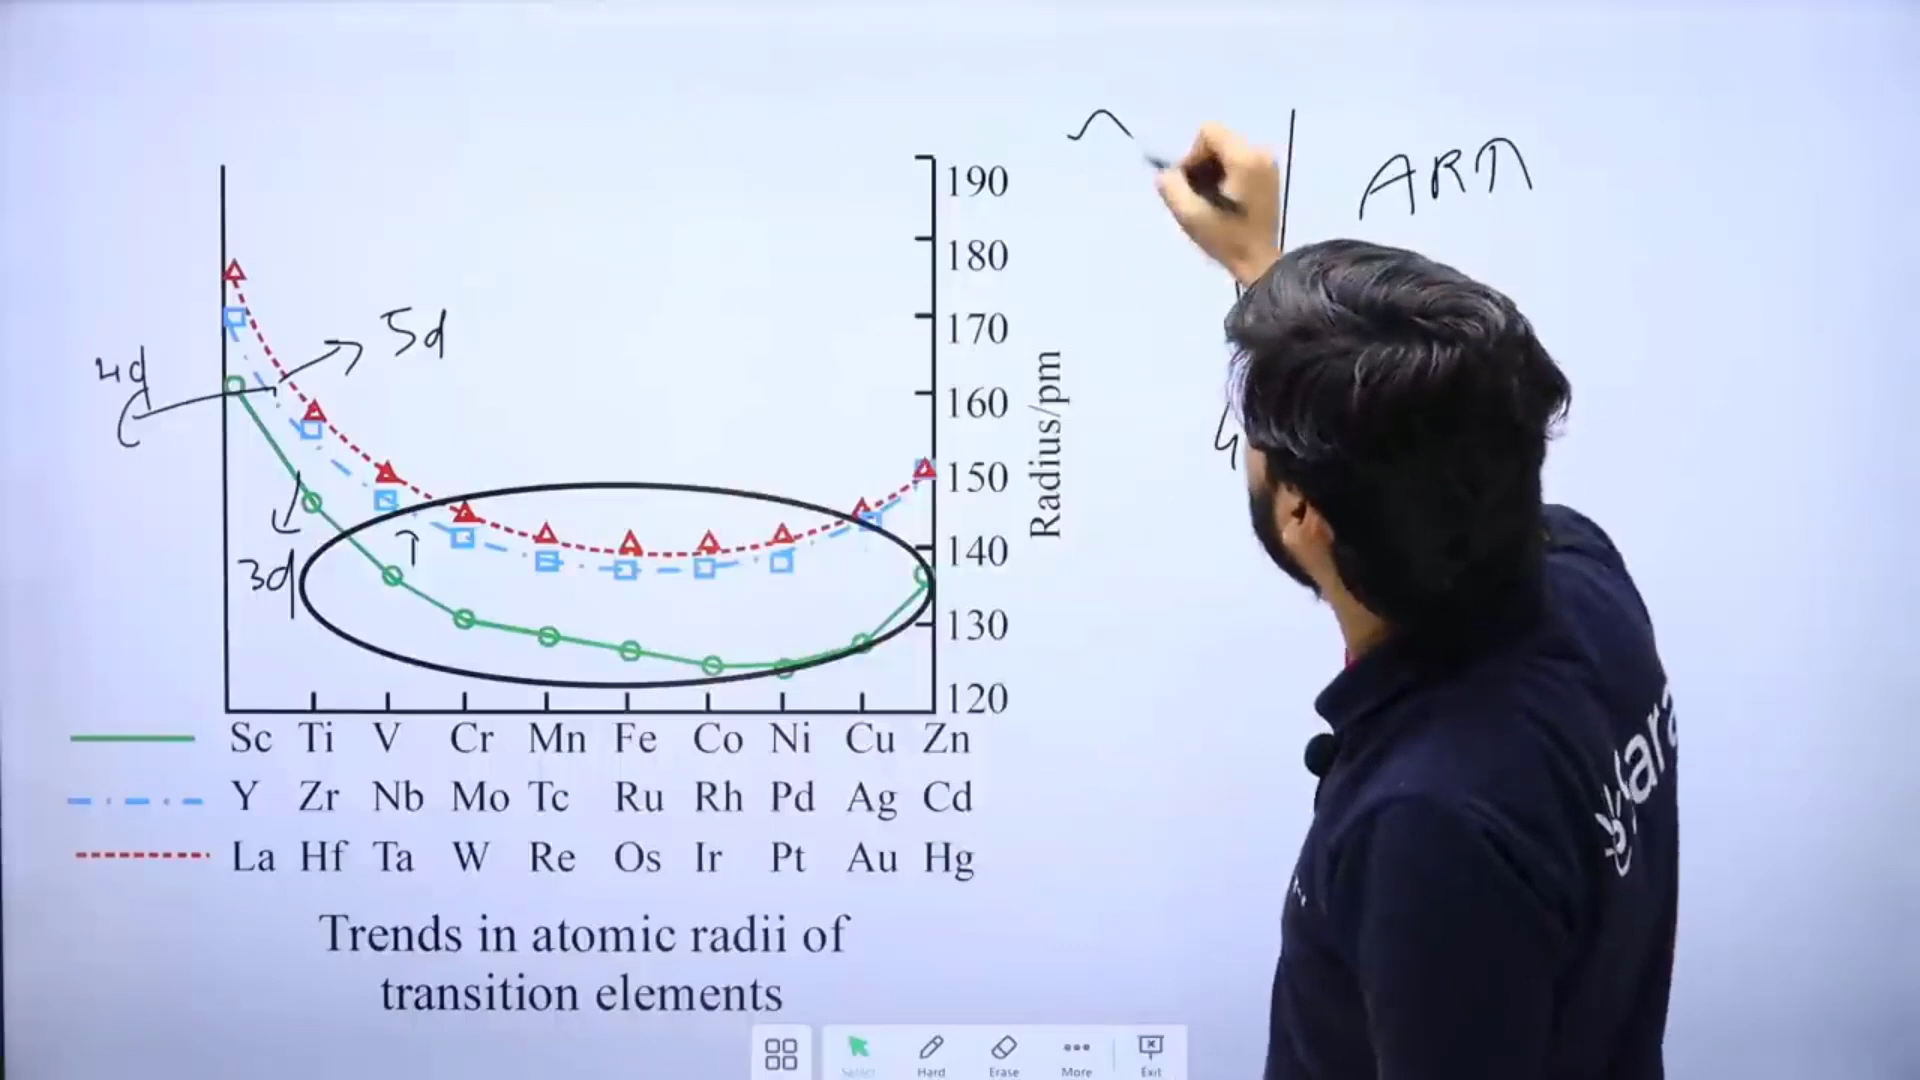 ARΠ
190
180
170
160
150
140
130
120
Radius/pm
5d
4d
3d
4
Sc Ti V Cr Mn Fe Co Ni Cu Zn
Y Zr Nb Mo Tc Ru Rh Pd Ag Cd
La Hf Ta W Re Os Ir Pt Au Hg
Trends in atomic radii of
transition elements
Select Hard Erase More Exit